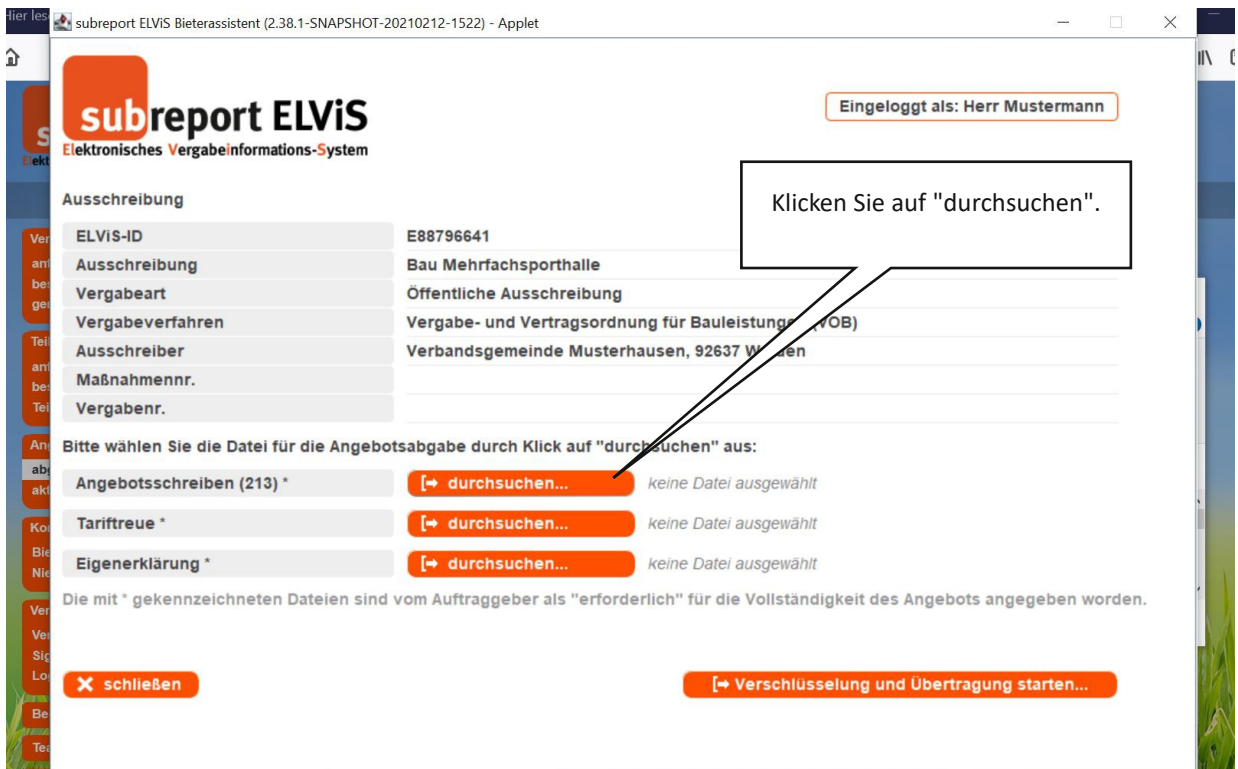 Hier les
subreport ELViS Bieterassistent (2.38.1-SNAPSHOT-20210212-1522) - Applet
subreport ELViS
Elektronisches Vergabeinformations-System
Eingeloggt als: Herr Mustermann
Klicken Sie auf "durchsuchen".
Ausschreibung
ELViS-ID E88796641
Ausschreibung Bau Mehrfachsporthalle
Vergabeart Öffentliche Ausschreibung
Vergabeverfahren Vergabe- und Vertragsordnung für Bauleistungen (VOB)
Ausschreiber Verbandsgemeinde Musterhausen, 92637
Maßnahmennr.
Vergabenr.
Bitte wählen Sie die Datei für die Angebotsabgabe durch Klick auf "durchsuchen" aus:
Angebotsschreiben (213) * durchsuchen... keine Datei ausgewählt
Tariftreue * durchsuchen... keine Datei ausgewählt
Eigenerklärung * durchsuchen... keine Datei ausgewählt
Die mit * gekennzeichneten Dateien sind vom Auftraggeber als "erforderlich" für die Vollständigkeit des Angebots angegeben worden.
schließen
Verschlüsselung und Übertragung starten...